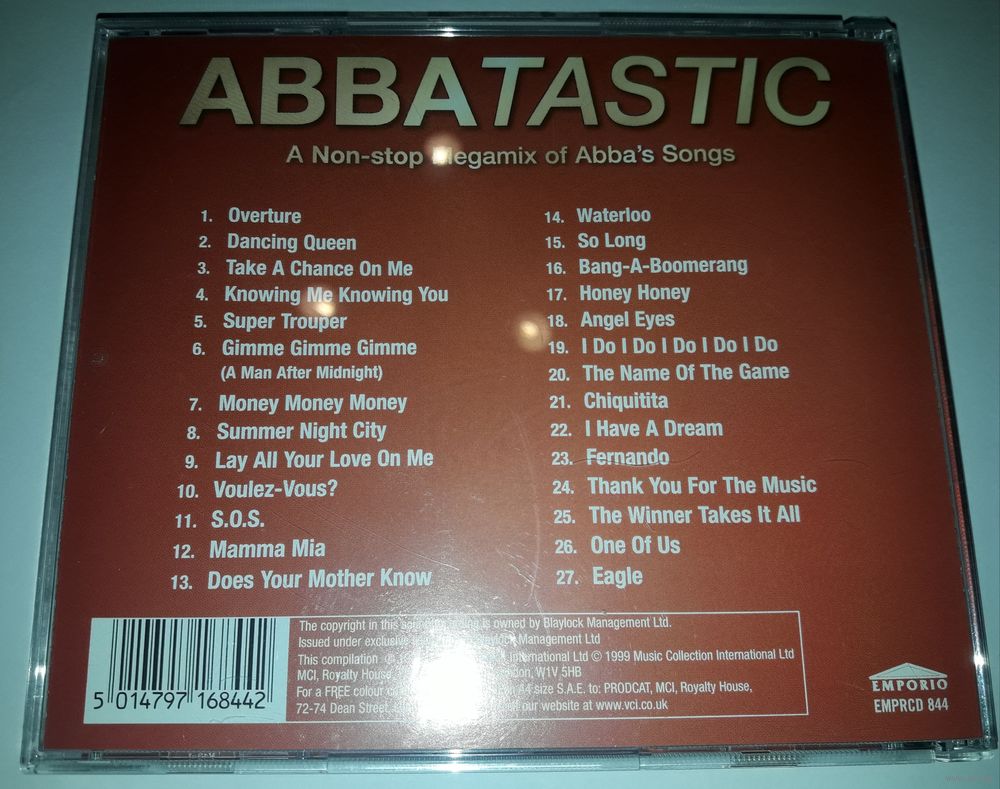 ABBATASTIC
A Non-stop Megamix of Abba's Songs
1. Overture
2. Dancing Queen
3. Take A Chance On Me
4. Knowing Me Knowing You
5. Super Trouper
6. Gimme Gimme Gimme
(A Man After Midnight)
7. Money Money Money
8. Summer Night City
9. Lay All Your Love On Me
10. Voulez-Vous?
11. S.O.S.
12. Mamma Mia
13. Does Your Mother Know
14. Waterloo
15. So Long
16. Bang-A-Boomerang
17. Honey Honey
18. Angel Eyes
19. I Do I Do I Do I Do I Do
20. The Name Of The Game
21. Chiquitita
22. I Have A Dream
23. Fernando
24. Thank You For The Music
25. The Winner Takes It All
26. One Of Us
27. Eagle
The copyright in this sound recording is owned by Blaylock Management Ltd.
Issued under exclusive Blaylock Management Ltd
This compilation International Ltd © 1999 Music Collection International Ltd
MCI, Royalty House, London, W1V 5HB
For a FREE colour A4 size S.A.E. to: PRODCAT, MCI, Royalty House,
72-74 Dean Street, our website at www.vci.co.uk
5 014797 168442
EMPORIO
EMPRCD 844